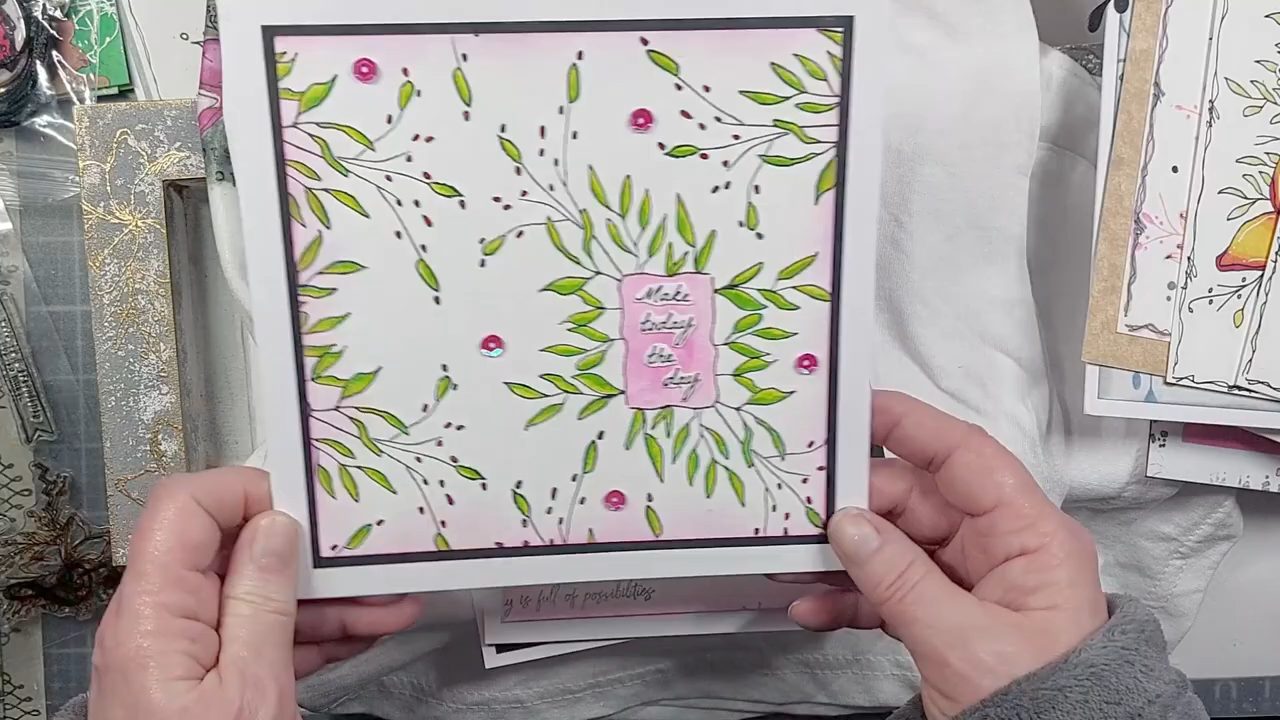 Make
today
the
day
y is full of possibilities